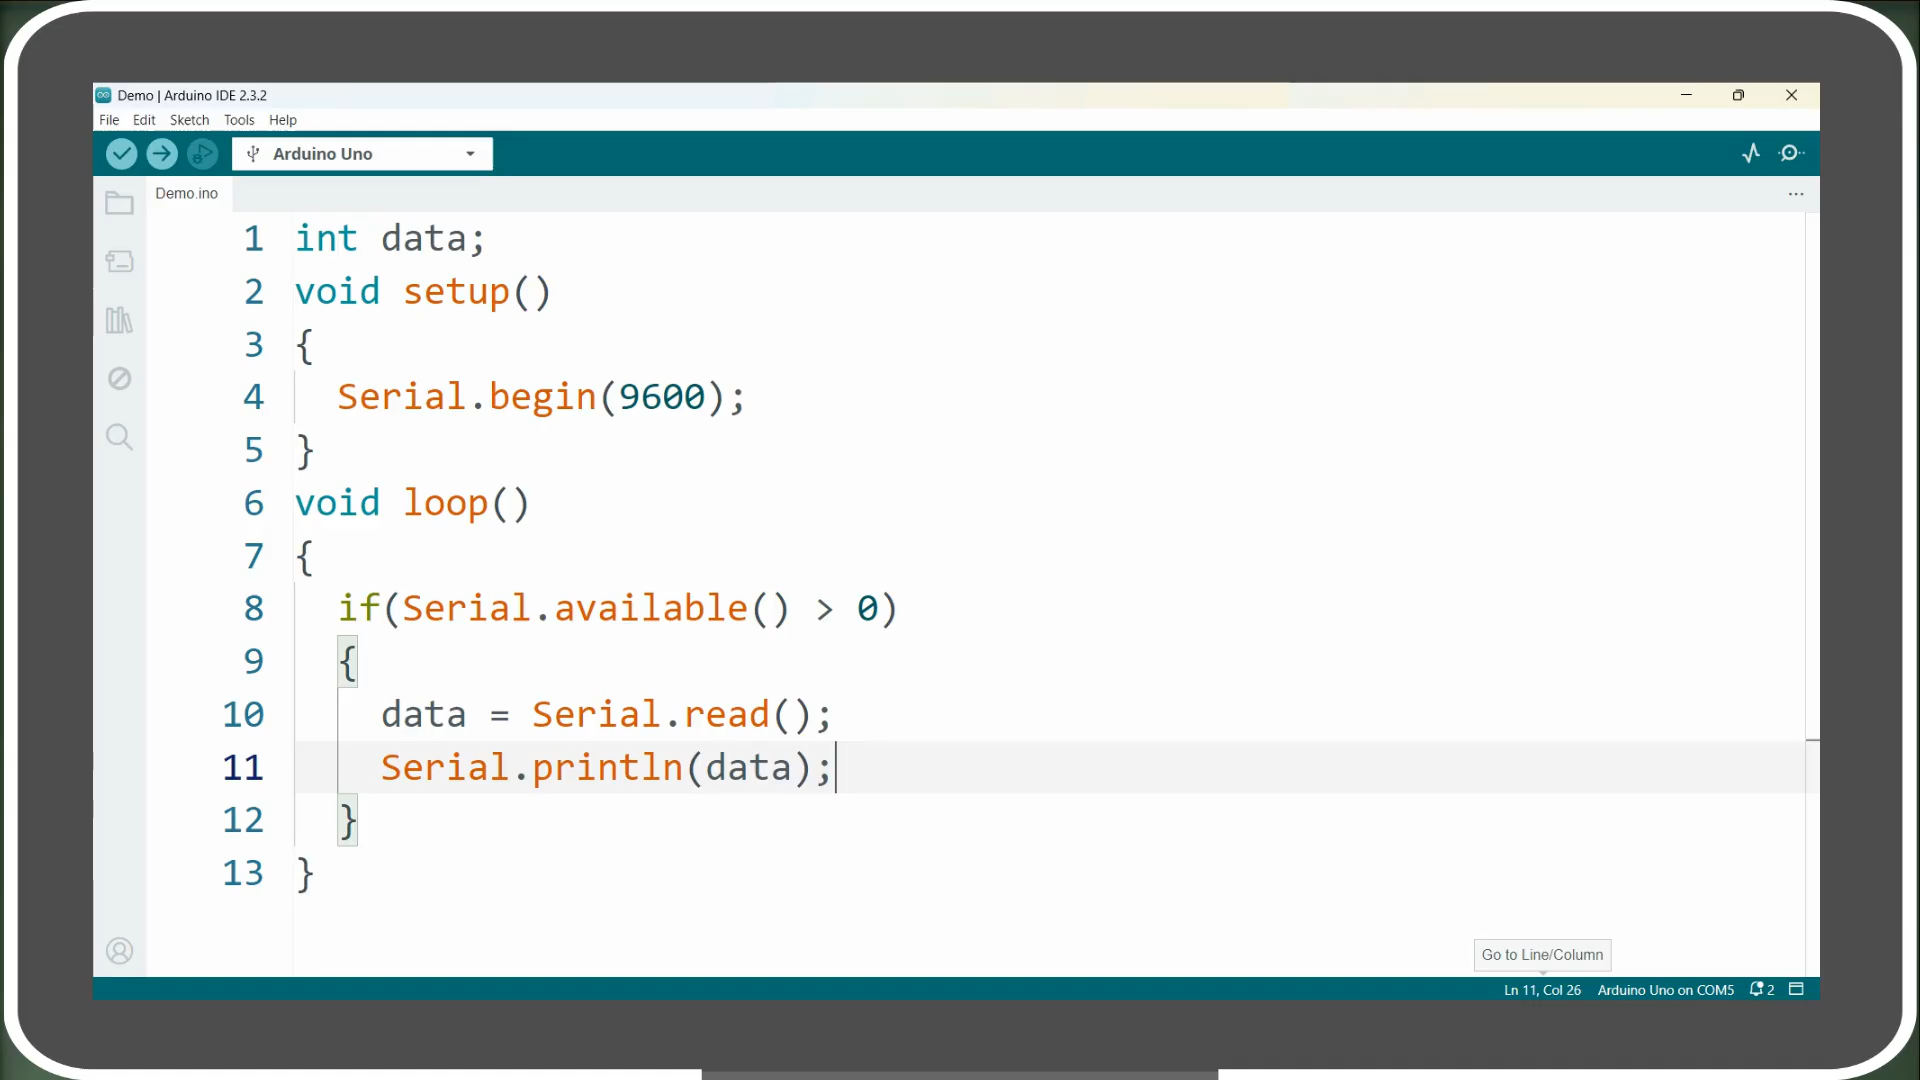 Demo | Arduino IDE 2.3.2
File Edit Sketch Tools Help
Arduino Uno
Demo.ino
1 int data;
2 void setup()
3 {
4 Serial.begin(9600);
5 }
6 void loop()
7 {
8 if(Serial.available() > 0)
9 {
10 data = Serial.read();
11 Serial.println(data);
12 }
13 }
Go to Line/Column
Ln 11, Col 26 Arduino Uno on COM5 2